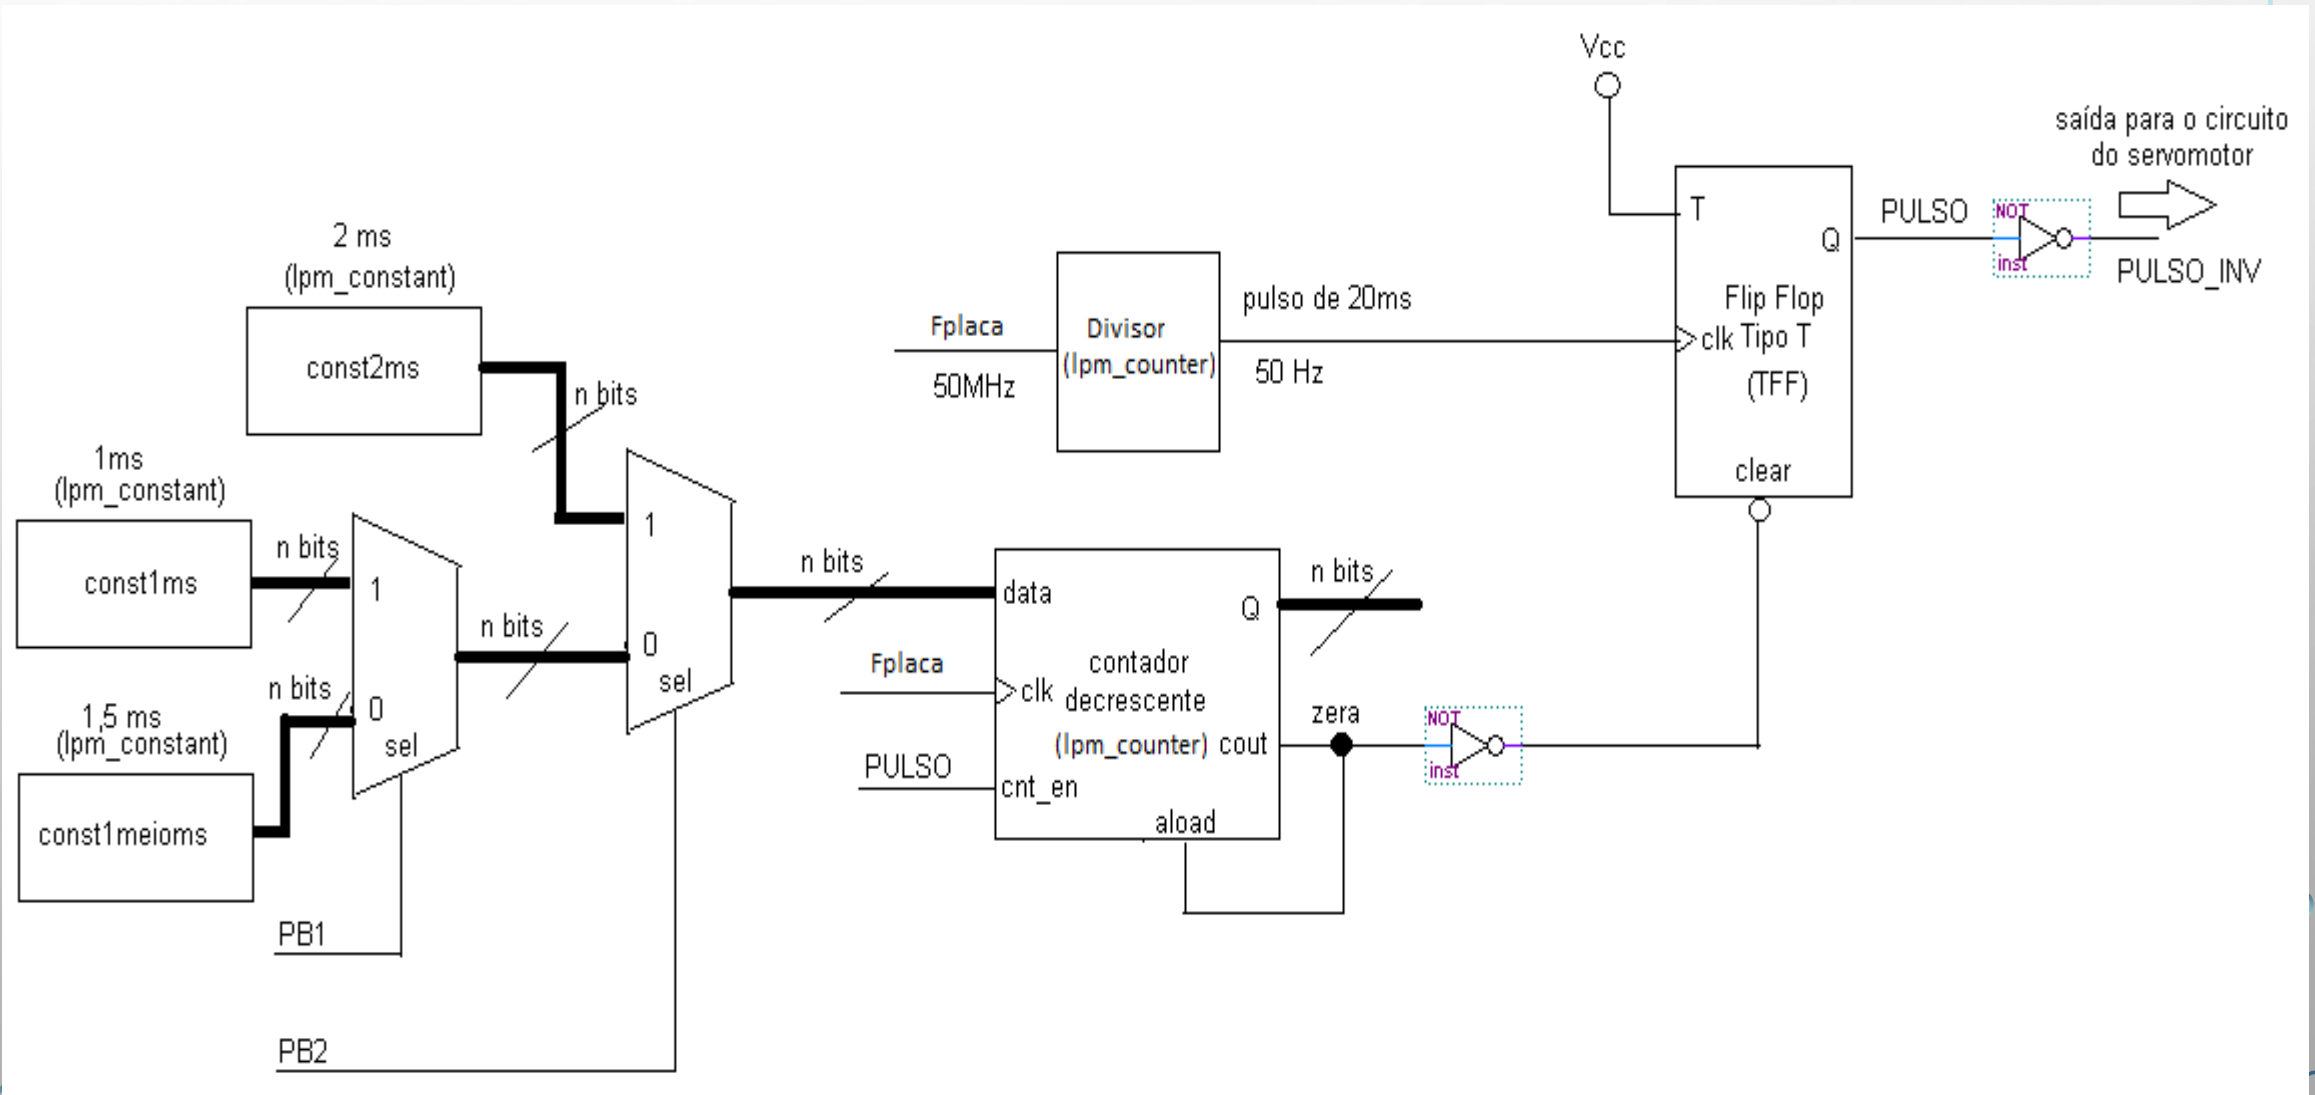 Vcc
saída para o circuito
do servomotor
T
PULSO
NOT
inst
Q
PULSO_INV
Flip Flop
clk Tipo T
(TFF)
clear
2 ms
(lpm_constant)
const2ms
n bits
Fplaca
50MHz
Divisor
(lpm_counter)
pulso de 20ms
50 Hz
1ms
(lpm_constant)
const1ms
n bits
1
0
sel
n bits
1,5 ms
(lpm_constant)
const1meioms
n bits
1
0
sel
n bits
data
Q
n bits
Fplaca
clk
contador
decrescente
(lpm_counter)
cout
zera
NOT
inst
PULSO
cnt_en
aload
PB1
PB2